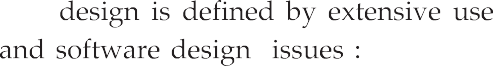 design is defined by extensive use
and software design issues :